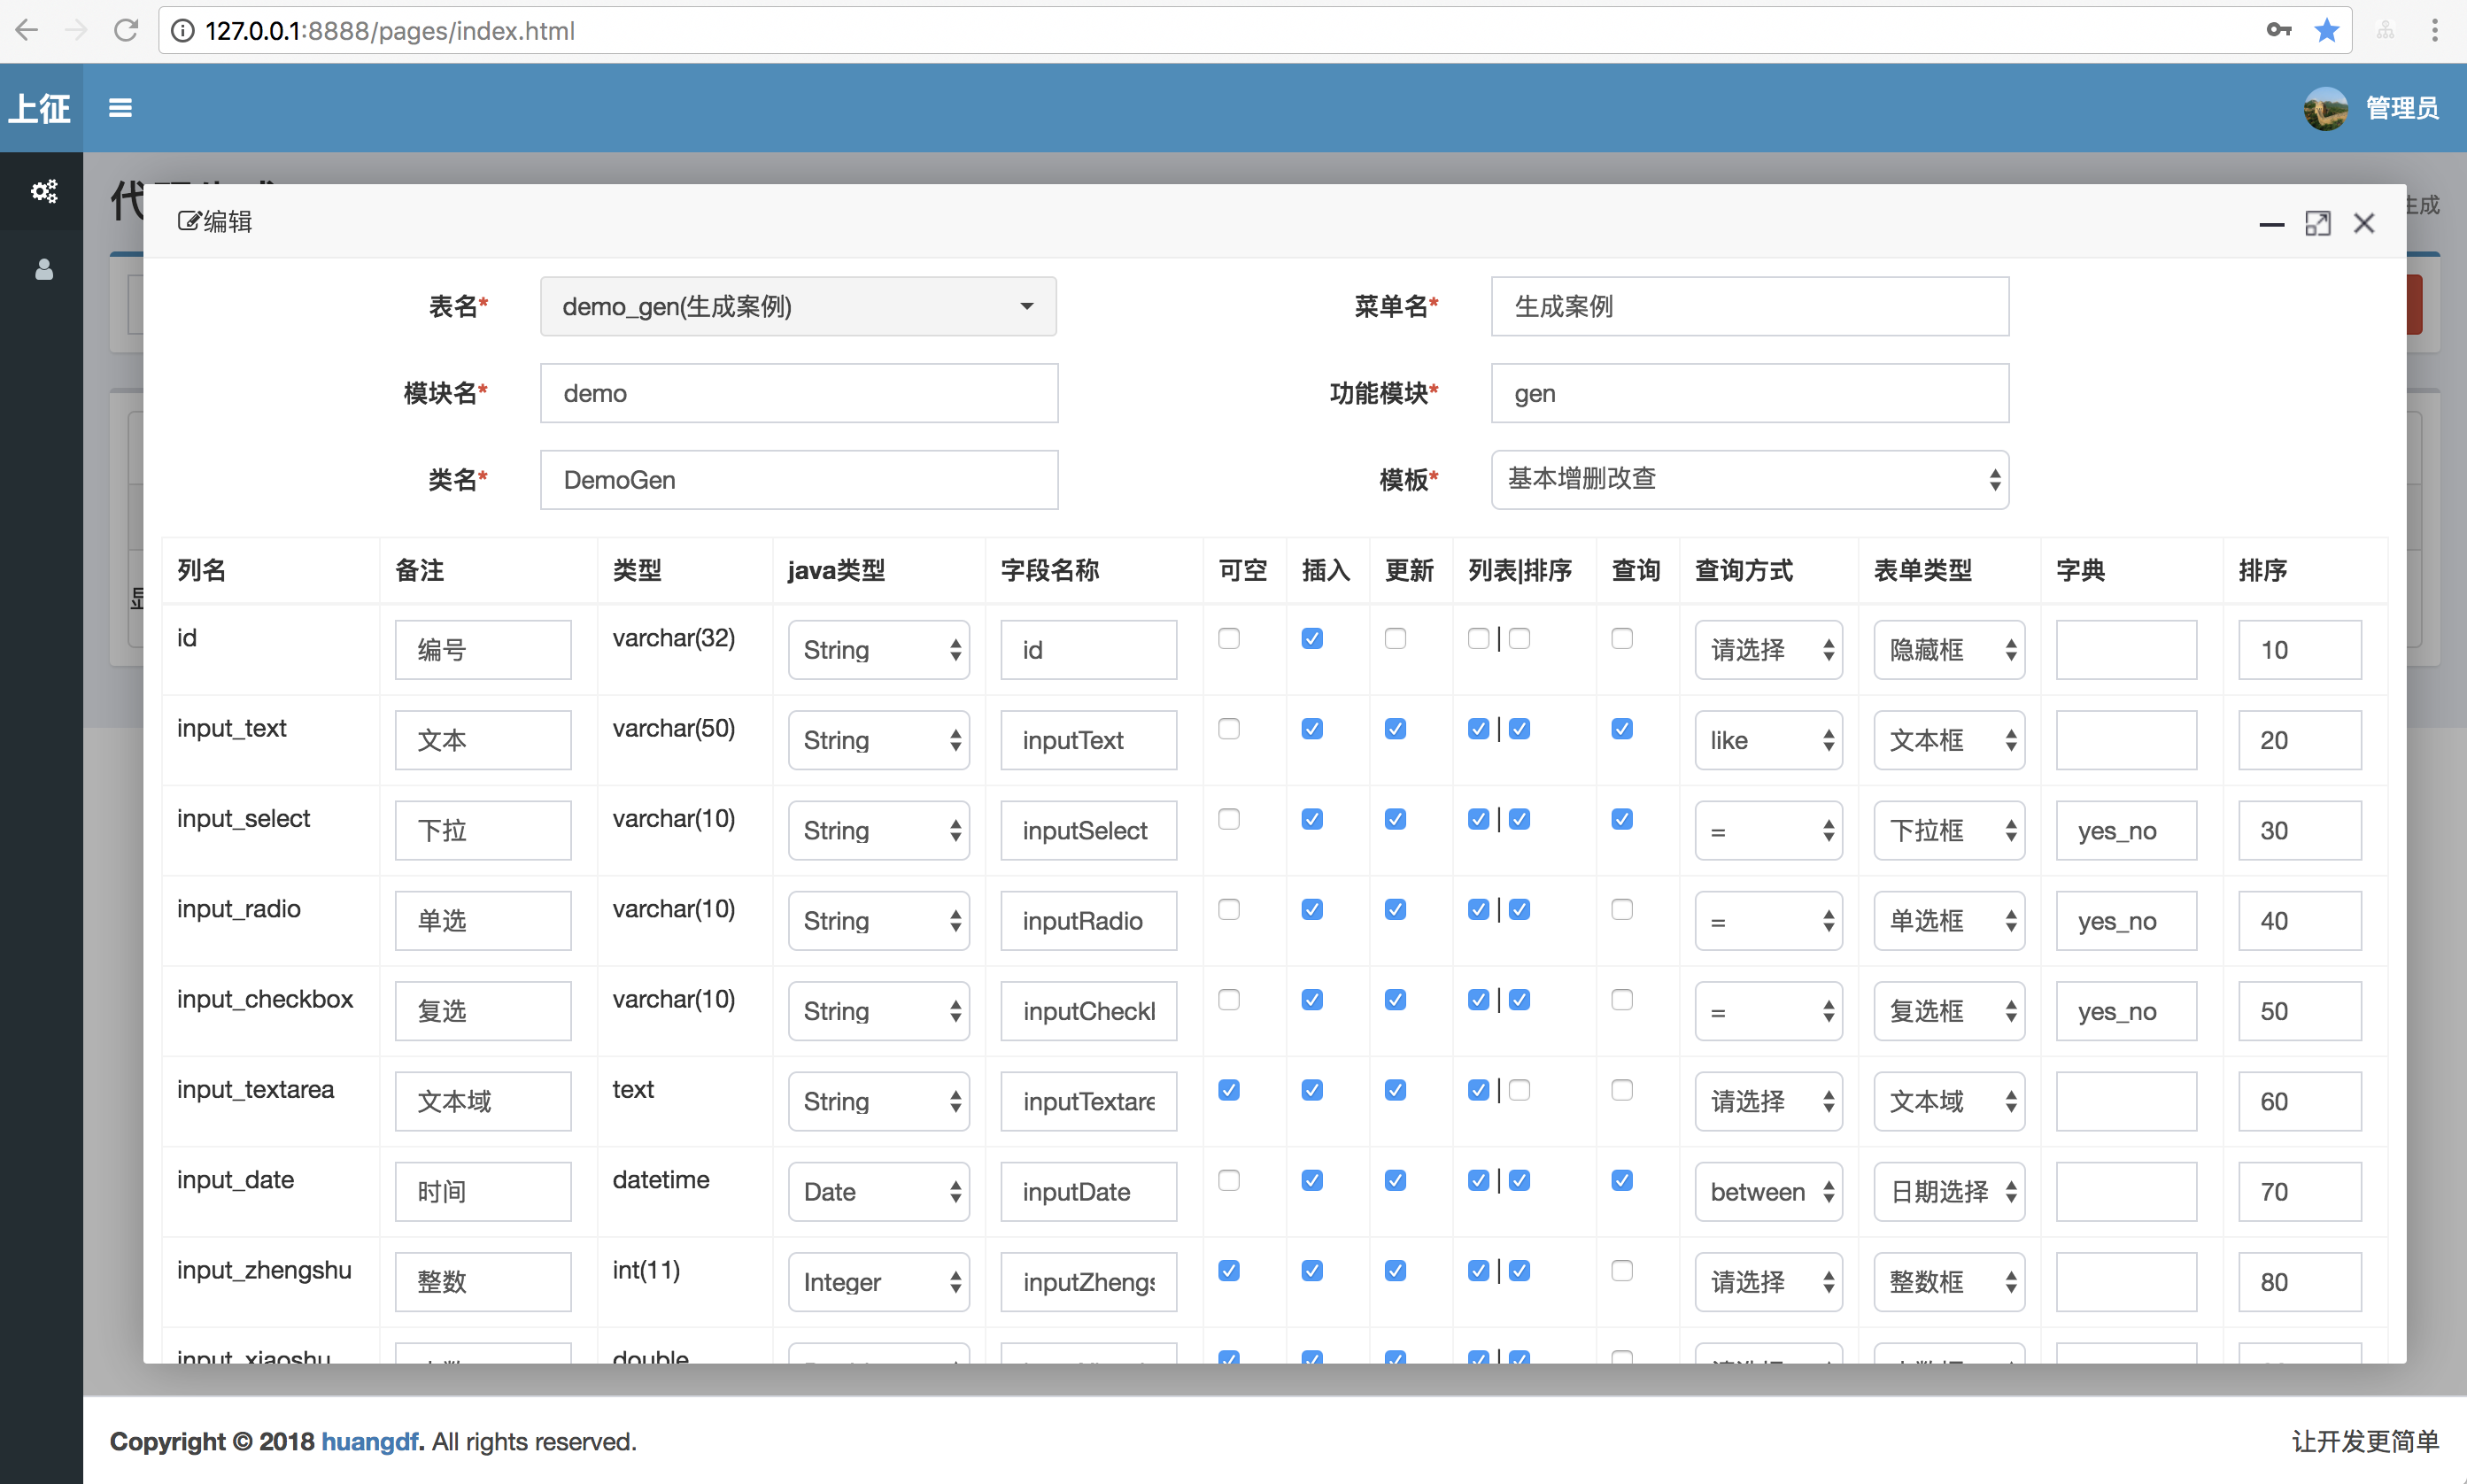 127.0.0.1:8888/pages/index.html
上征
管理员
生成
编辑
表名* demo_gen(生成案例) 菜单名* 生成案例
模块名* demo 功能模块* gen
类名* DemoGen 模板* 基本增删改查
列名 备注 类型 java类型 字段名称 可空 插入 更新 列表|排序 查询 查询方式 表单类型 字典 排序
id 编号 varchar(32) String id | 请选择 隐藏框 10
input_text 文本 varchar(50) String inputText | like 文本框 20
input_select 下拉 varchar(10) String inputSelect | = 下拉框 yes_no 30
input_radio 单选 varchar(10) String inputRadio | = 单选框 yes_no 40
input_checkbox 复选 varchar(10) String inputCheckl | = 复选框 yes_no 50
input_textarea 文本域 text String inputTextare | 请选择 文本域 60
input_date 时间 datetime Date inputDate | between 日期选择 70
input_zhengshu 整数 int(11) Integer inputZhengs | 请选择 整数框 80
input_xiaoshu double |
Copyright © 2018 huangdf. All rights reserved.
让开发更简单